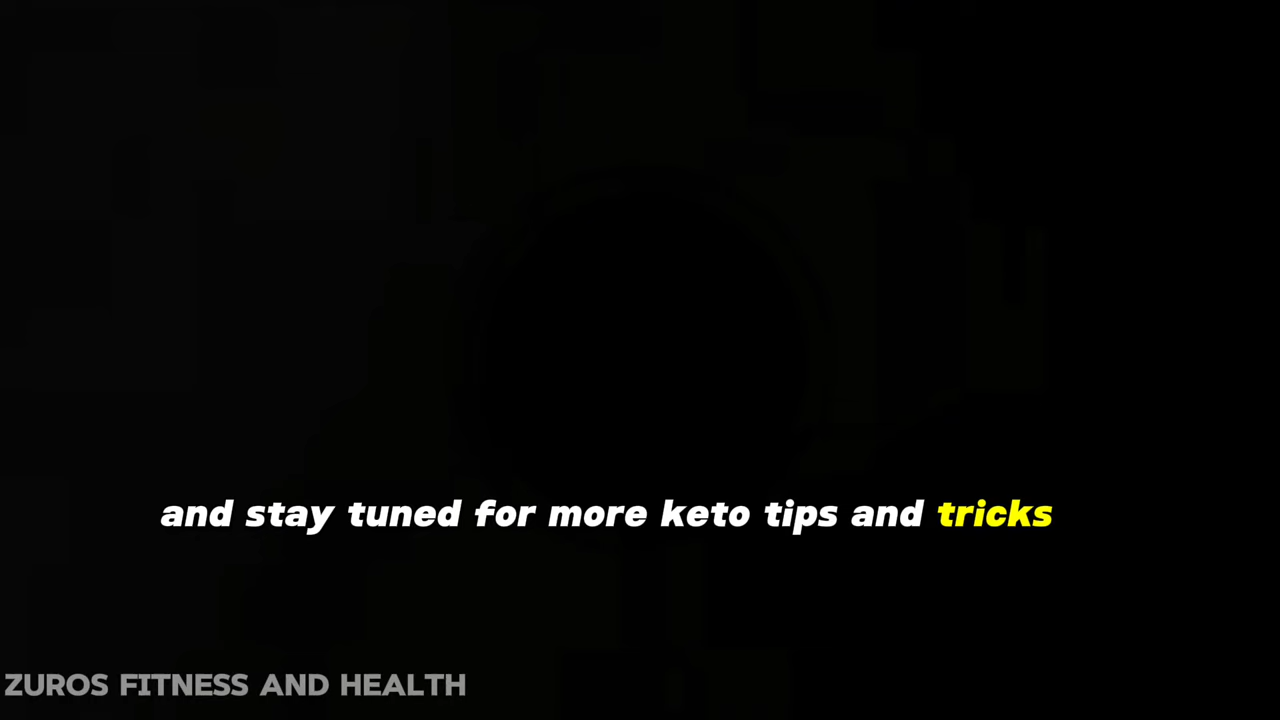 and stay tuned for more keto tips and tricks
ZUROS FITNESS AND HEALTH